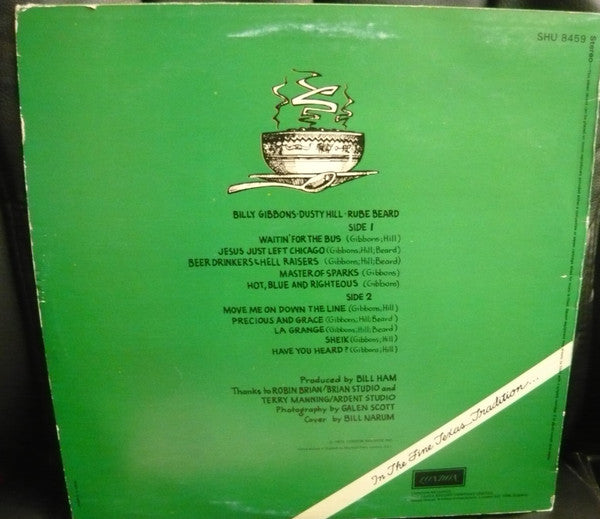 SHU 8459
Stereo
BILLY GIBBONS · DUSTY HILL · RUBE BEARD
SIDE 1
WAITIN' FOR THE BUS (Gibbons; Hill)
JESUS JUST LEFT CHICAGO (Gibbons; Hill; Beard)
BEER DRINKERS & HELL RAISERS (Gibbons; Hill; Beard)
MASTER OF SPARKS (Gibbons)
HOT, BLUE AND RIGHTEOUS (Gibbons)
SIDE 2
MOVE ME ON DOWN THE LINE (Gibbons; Hill)
PRECIOUS AND GRACE (Gibbons; Hill; Beard)
LA GRANGE (Gibbons; Hill; Beard)
SHEIK (Gibbons; Hill)
HAVE YOU HEARD? (Gibbons; Hill)
Produced by BILL HAM
Thanks to ROBIN BRIAN/BRIAN STUDIO and
TERRY MANNING/ARDENT STUDIO
Photography by GALEN SCOTT
Cover by BILL NARUM
In The Fine Texas Tradition...
LONDON